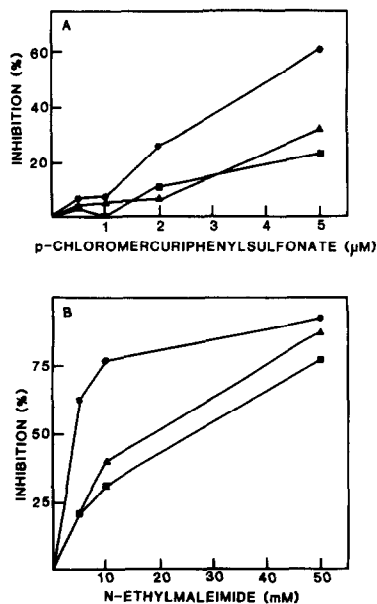 A
INHIBITION (%)
60
40
20
1 2 3 4 5
p-CHLOROMERCURIPHENYLSULFONATE (µM)
B
INHIBITION (%)
75
50
25
10 20 30 40 50
N-ETHYLMALEIMIDE (mM)